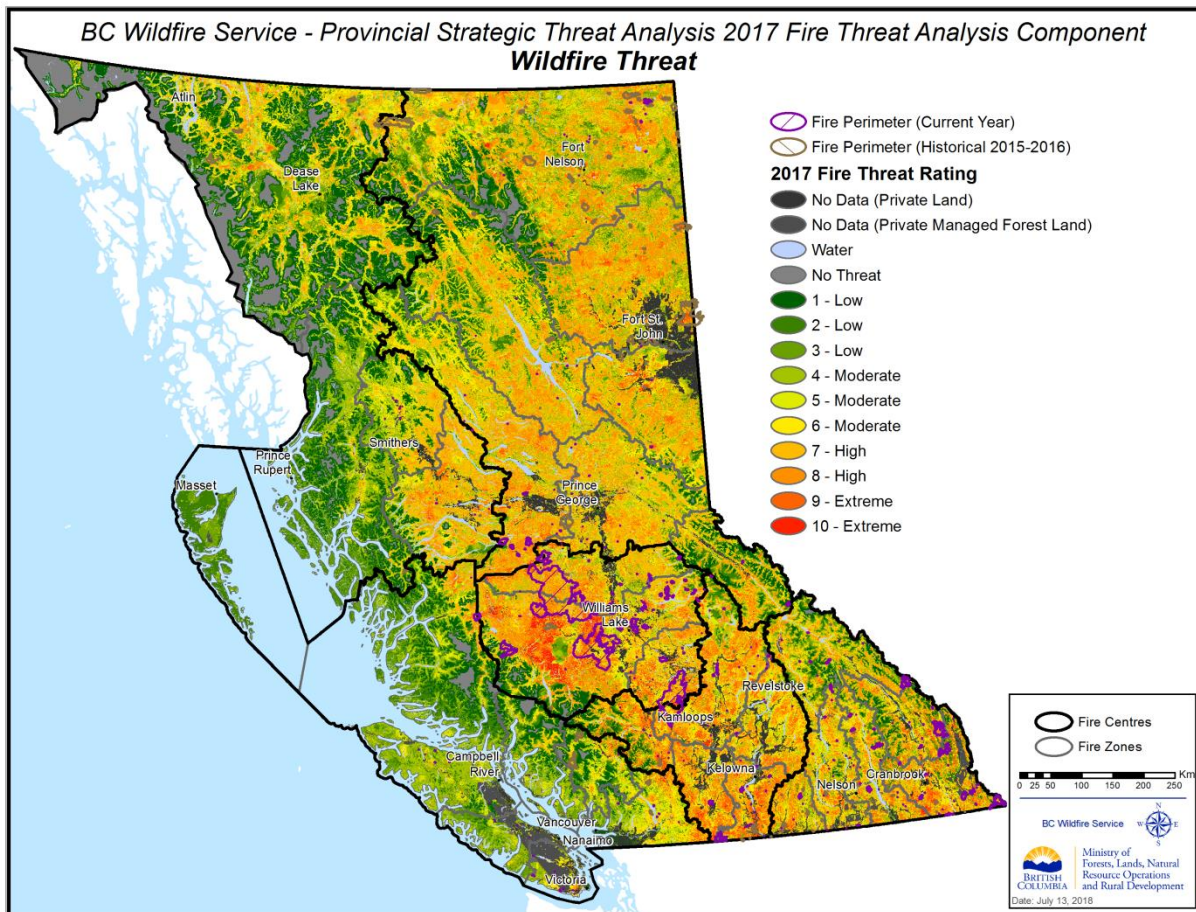 BC Wildfire Service - Provincial Strategic Threat Analysis 2017 Fire Threat Analysis Component
Wildfire Threat
Fire Perimeter (Current Year)
Fire Perimeter (Historical 2015-2016)
2017 Fire Threat Rating
No Data (Private Land)
No Data (Private Managed Forest Land)
Water
No Threat
1 - Low
2 - Low
3 - Low
4 - Moderate
5 - Moderate
6 - Moderate
7 - High
8 - High
9 - Extreme
10 - Extreme
Atlin
Dease
Lake
Fort
Nelson
Fort St.
John
Smithers
Prince
Rupert
Masset
Prince
George
Williams
Lake
Revelstoke
Kamloops
Kelowna
Nelson
Cranbrook
Campbell
River
Vancouver
Nanaimo
Victoria
Fire Centres
Fire Zones
Km
0 25 50 100 150 200 250
BC Wildfire Service
N
W E
S
BRITISH
COLUMBIA
Ministry of
Forests, Lands, Natural
Resource Operations
and Rural Development
Date: July 13, 2018